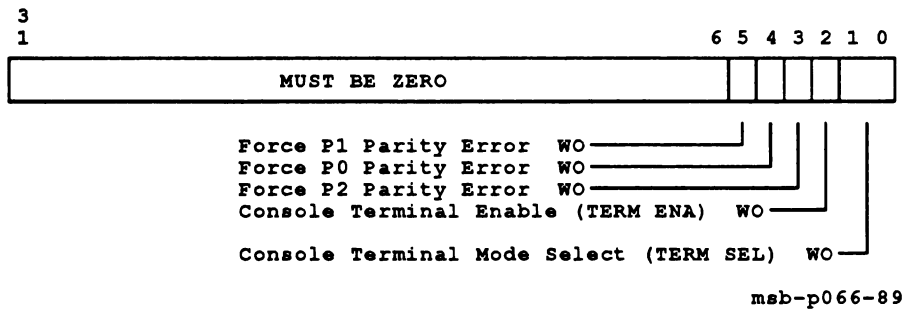 3
1 6 5 4 3 2 1 0
MUST BE ZERO
Force P1 Parity Error WO
Force P0 Parity Error WO
Force P2 Parity Error WO
Console Terminal Enable (TERM ENA) WO
Console Terminal Mode Select (TERM SEL) WO
msb-p066-89